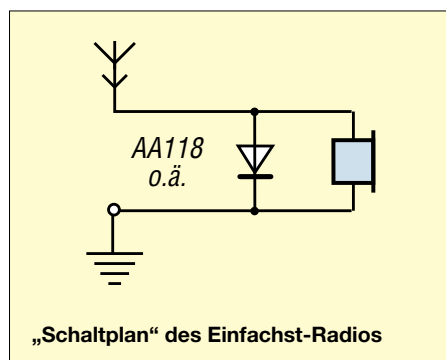 AA118
o.ä.
„Schaltplan“ des Einfachst-Radios